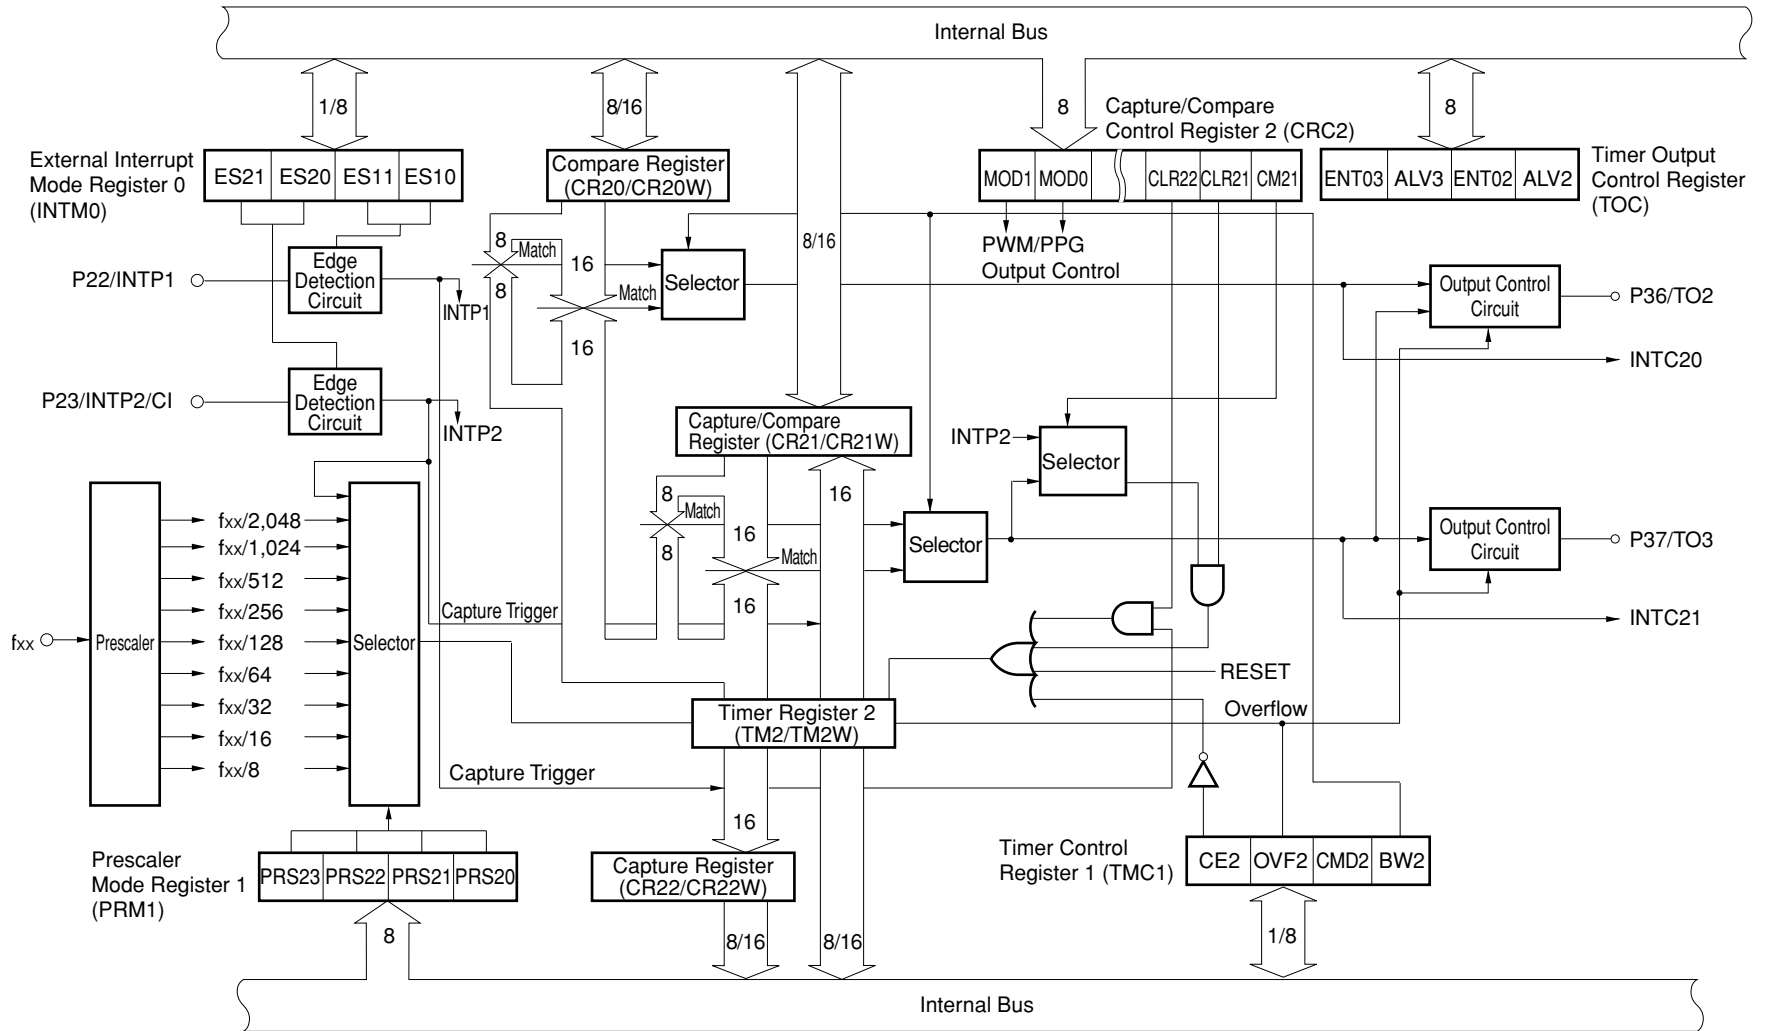 Internal Bus
1/8
8/16
8
Capture/Compare
Control Register 2 (CRC2)
8
External Interrupt
Mode Register 0
(INTM0)
ES21 ES20 ES11 ES10
Compare Register
(CR20/CR20W)
MOD1 MOD0 CLR22 CLR21 CM21
ENT03 ALV3 ENT02 ALV2
Timer Output
Control Register
(TOC)
8/16
PWM/PPG
Output Control
8
Match
16
8
Match
16
Selector
P22/INTP1
Edge
Detection
Circuit
INTP1
Output Control
Circuit
P36/TO2
INTC20
P23/INTP2/CI
Edge
Detection
Circuit
INTP2
Capture/Compare
Register (CR21/CR21W)
INTP2
Selector
8
Match
16
16
8
Match
16
Selector
Output Control
Circuit
P37/TO3
INTC21
fxx
Prescaler
fxx/2,048
fxx/1,024
fxx/512
fxx/256
fxx/128
fxx/64
fxx/32
fxx/16
fxx/8
Selector
Capture Trigger
RESET
Timer Register 2
(TM2/TM2W)
Overflow
Capture Trigger
16
Prescaler
Mode Register 1
(PRM1)
PRS23 PRS22 PRS21 PRS20
Capture Register
(CR22/CR22W)
Timer Control
Register 1 (TMC1)
CE2 OVF2 CMD2 BW2
8
8/16
8/16
1/8
Internal Bus